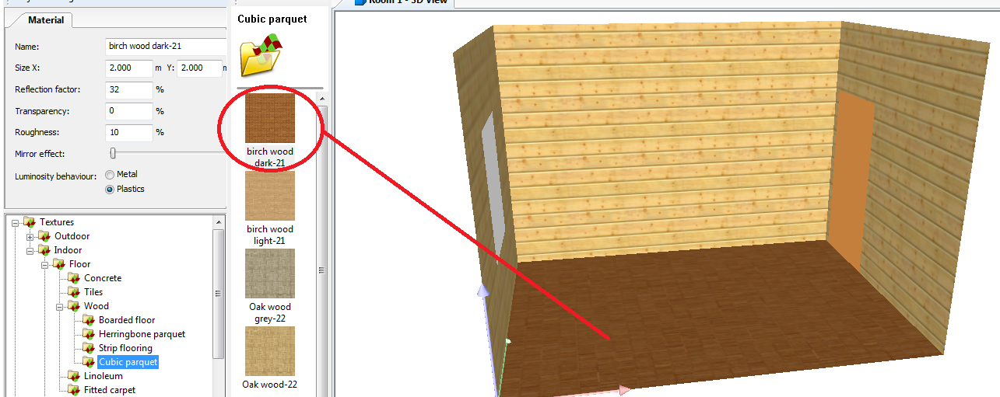 Room 1 - 3D View
Material
Name: birch wood dark-21
Size X: 2.000 m Y: 2.000
Reflection factor: 32 %
Transparency: 0 %
Roughness: 10 %
Mirror effect:
Luminosity behaviour: Metal
Plastics
Textures
Outdoor
Indoor
Floor
Concrete
Tiles
Wood
Boarded floor
Herringbone parquet
Strip flooring
Cubic parquet
Linoleum
Fitted carpet
Cubic parquet
birch wood
dark-21
birch wood
light-21
Oak wood
grey-22
Oak wood-22